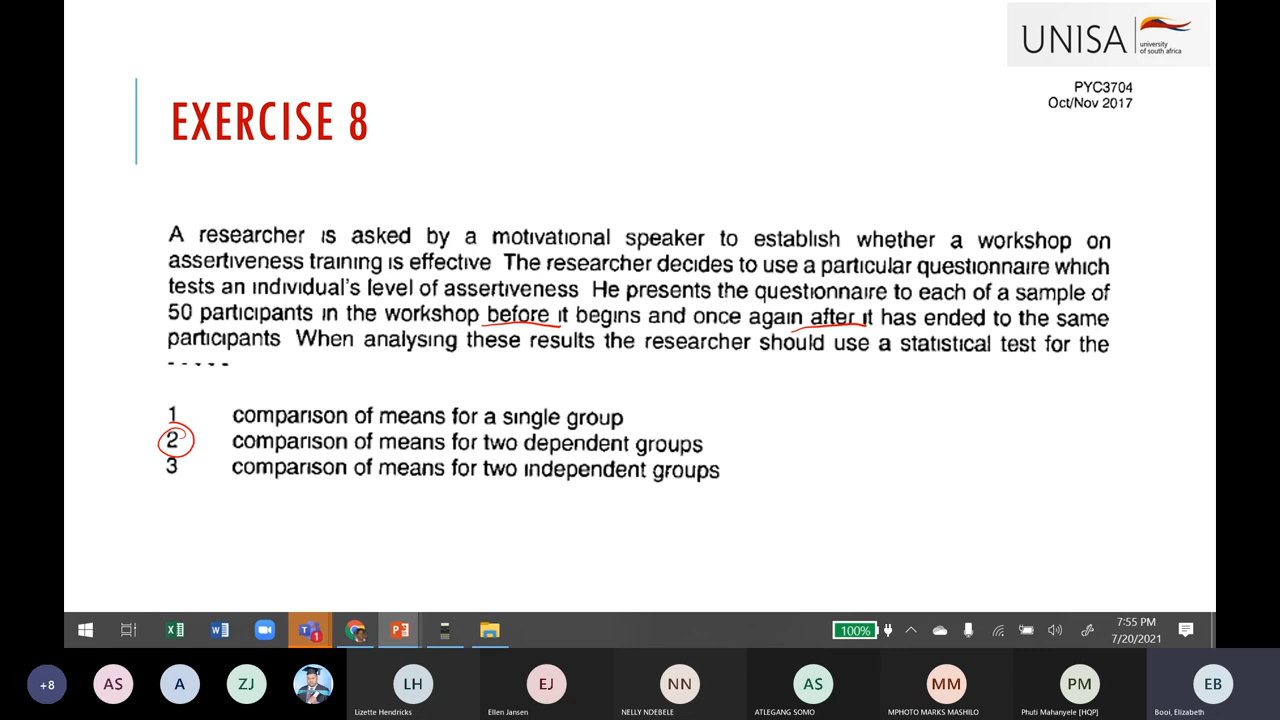 UNISA
university
of south africa
PYC3704
Oct/Nov 2017
EXERCISE 8
A researcher is asked by a motivational speaker to establish whether a workshop on
assertiveness training is effective The researcher decides to use a particular questionnaire which
tests an individual's level of assertiveness He presents the questionnaire to each of a sample of
50 participants in the workshop before it begins and once again after it has ended to the same
participants When analysing these results the researcher should use a statistical test for the
- - - - -
1 comparison of means for a single group
2 comparison of means for two dependent groups
3 comparison of means for two independent groups
1
100%
7:55 PM
7/20/2021
+8
AS
A
ZJ
LH
EJ
NN
AS
MM
PM
EB
Lizette Hendricks
Ellen Jansen
NELLY NDEBELE
ATLEGANG SOMO
MPHOTO MARKS MASHILO
Phuti Mahanyele [HQP]
Booi, Elizabeth